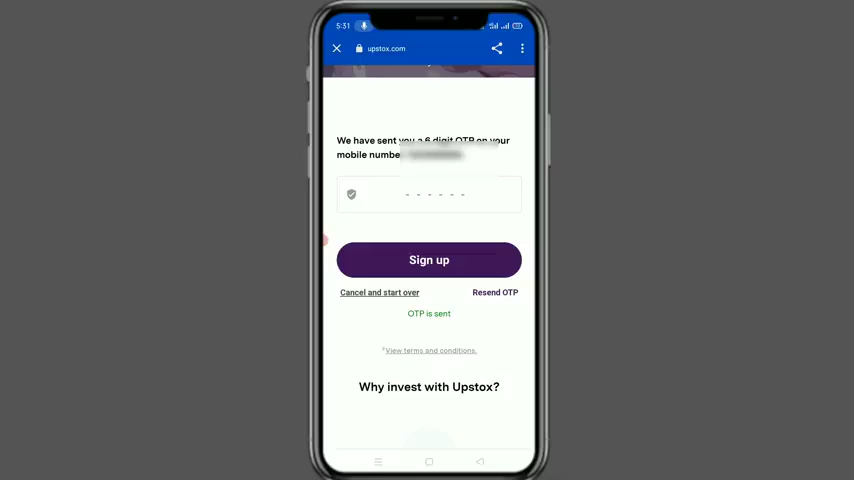 5:31
upstox.com
We have sent you a 6 digit OTP on your
mobile number
- - - - - -
Sign up
Cancel and start over
Resend OTP
OTP is sent
*View terms and conditions.
Why invest with Upstox?